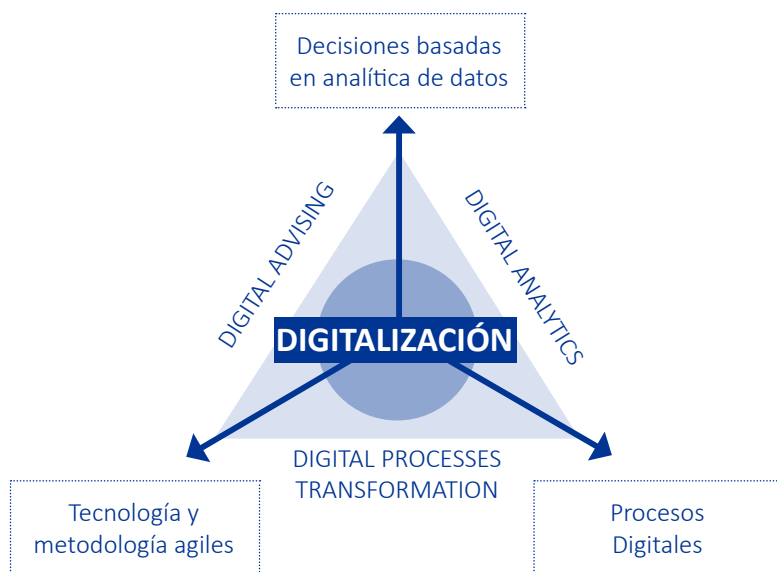 Decisiones basadas
en analítica de datos
DIGITAL ADVISING
DIGITAL ANALYTICS
DIGITALIZACIÓN
DIGITAL PROCESSES
TRANSFORMATION
Tecnología y
metodología agiles
Procesos
Digitales